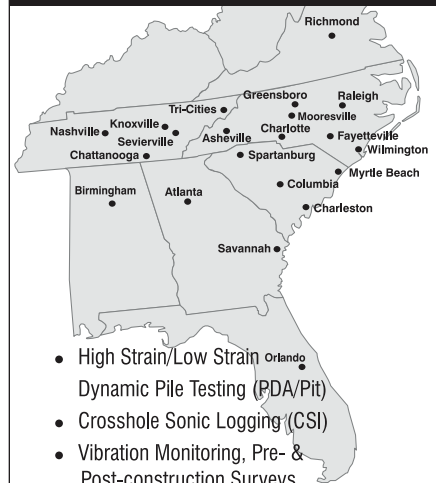 Richmond
Greensboro
Raleigh
Tri-Cities
Mooresville
Knoxville
Nashville
Charlotte
Fayetteville
Sevierville
Asheville
Wilmington
Chattanooga
Spartanburg
Myrtle Beach
Columbia
Birmingham
Atlanta
Charleston
Savannah
Orlando
• High Strain/Low Strain
Dynamic Pile Testing (PDA/Pit)
• Crosshole Sonic Logging (CSI)
• Vibration Monitoring, Pre- &
Post-construction Surveys